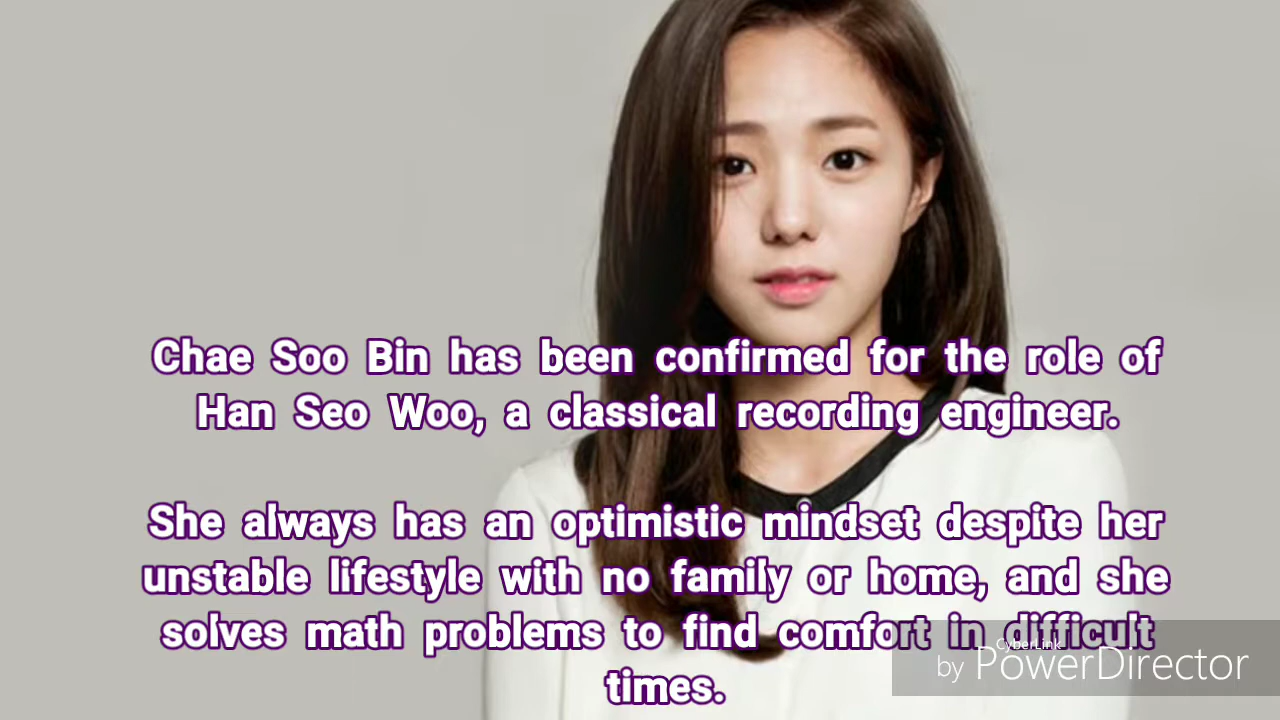 Chae Soo Bin has been confirmed for the role of
Han Seo Woo, a classical recording engineer.
She always has an optimistic mindset despite her
unstable lifestyle with no family or home, and she
solves math problems to find comfort in difficult
times.
CyberLink
by PowerDirector